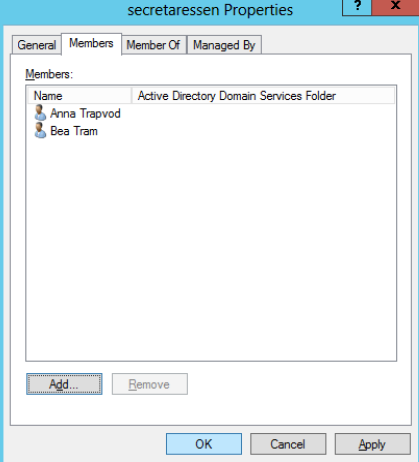 secretaressen Properties
?
x
General Members Member Of Managed By
Members:
Name Active Directory Domain Services Folder
Anna Trapvod
Bea Tram
Add... Remove
OK Cancel Apply